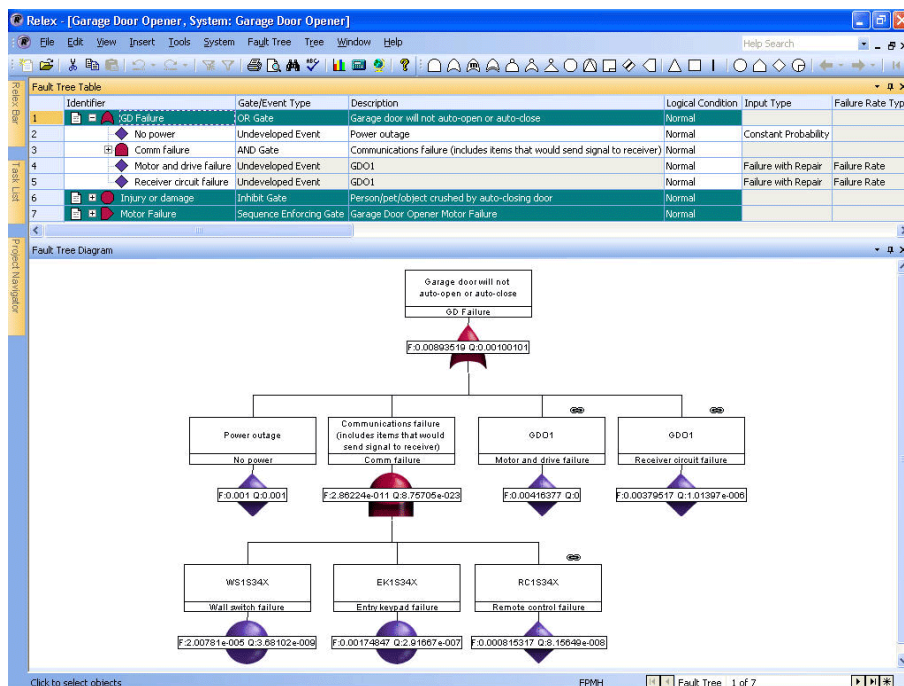 Relex - [Garage Door Opener, System: Garage Door Opener]
File Edit View Insert Tools System Fault Tree Tree Window Help Help Search
Fault Tree Table
Relex Bar
Task List
Project Navigator
Identifier Gate/Event Type Description Logical Condition Input Type Failure Rate Typ
1 GD Failure OR Gate Garage door will not auto-open or auto-close Normal
2 No power Undeveloped Event Power outage Normal Constant Probability
3 Comm failure AND Gate Communications failure (includes items that would send signal to receiver) Normal
4 Motor and drive failure Undeveloped Event GDO1 Normal Failure with Repair Failure Rate
5 Receiver circuit failure Undeveloped Event GDO1 Normal Failure with Repair Failure Rate
6 Injury or damage Inhibit Gate Person/pet/object crushed by auto-closing door Normal
7 Motor Failure Sequence Enforcing Gate Garage Door Opener Motor Failure Normal
Fault Tree Diagram
Garage door will not
auto-open or auto-close
GD Failure
F:0.00893519 Q:0.00100101
Power outage
No power
F:0.001 Q:0.001
Communications failure
(includes items that would
send signal to receiver)
Comm failure
F:2.86224e-011 Q:8.75705e-023
GDO1
Motor and drive failure
F:0.00416377 Q:0
GDO1
Receiver circuit failure
F:0.00379517 Q:1.01397e-006
WS1S34X
Wall switch failure
F:2.00781e-005 Q:3.68102e-009
EK1S34X
Entry keypad failure
F:0.00174847 Q:2.91667e-007
RC1S34X
Remote control failure
F:0.000815317 Q:8.15649e-008
Click to select objects FPMH Fault Tree 1 of 7